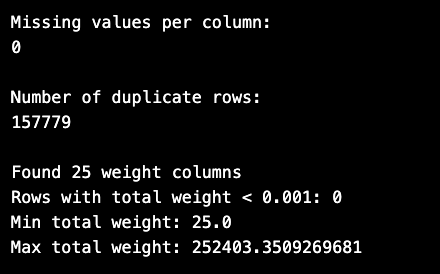 Missing values per column:
0
Number of duplicate rows:
157779
Found 25 weight columns
Rows with total weight < 0.001: 0
Min total weight: 25.0
Max total weight: 252403.3509269681